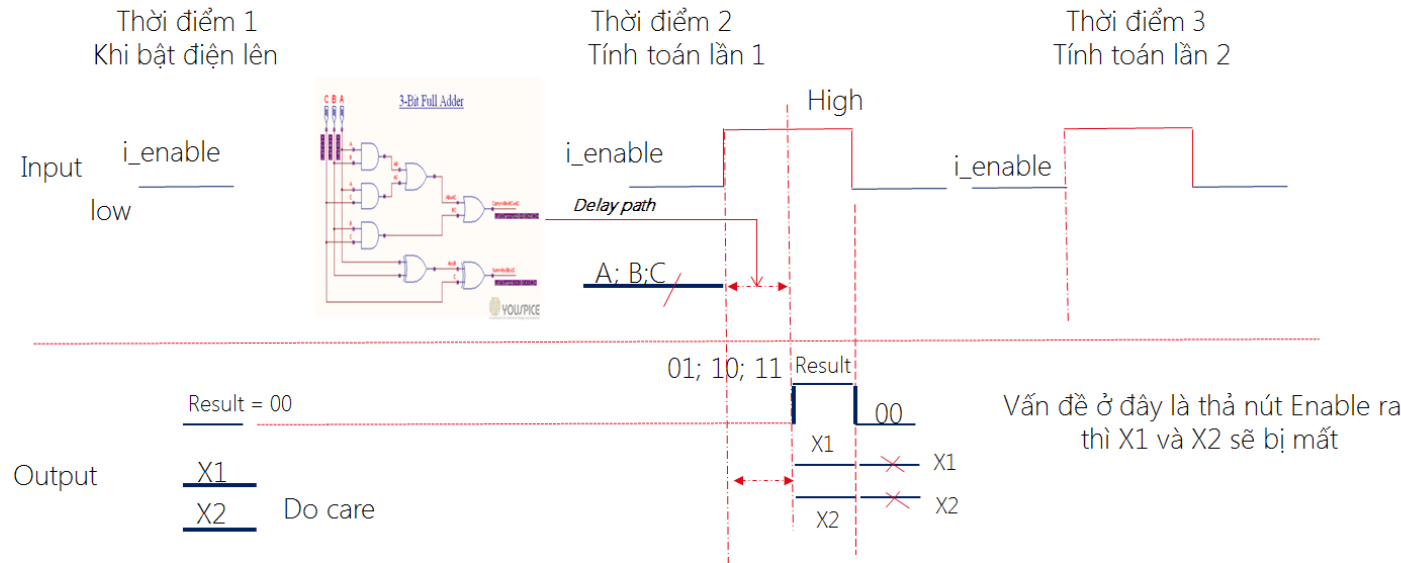 Thời điểm 1
Khi bật điện lên
Thời điểm 2
Tính toán lần 1
Thời điểm 3
Tính toán lần 2
3-Bit Full Adder
C B A
High
Input
i_enable
i_enable
i_enable
low
Delay path
A; B;C
YOUSPICE
01; 10; 11
Result
Result = 00
00
Vấn đề ở đây là thả nút Enable ra
thì X1 và X2 sẽ bị mất
X1
X1
Output
X1
X2
Do care
X2
X2